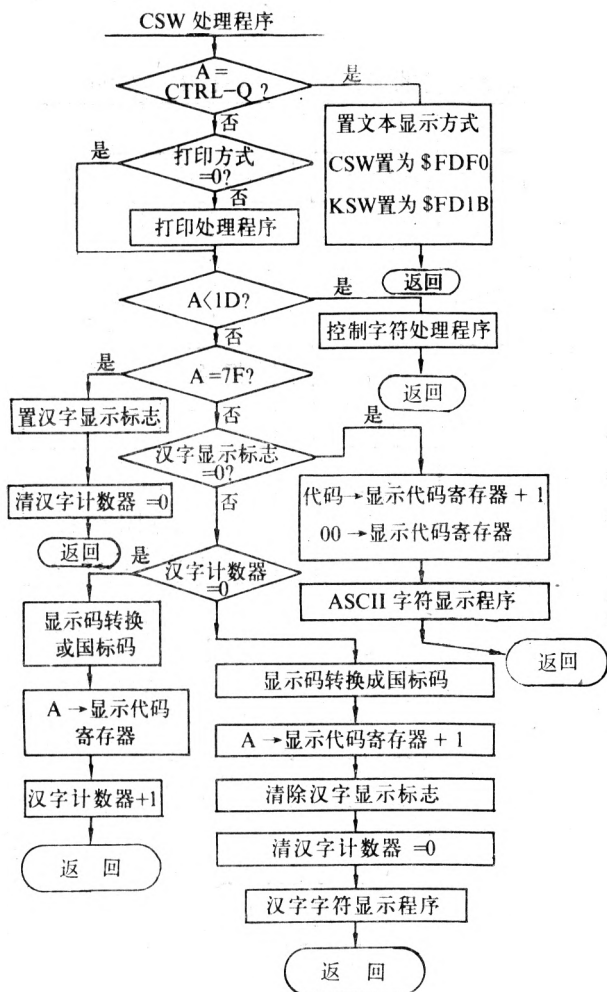 CSW 处理程序
A =
CTRL-Q ?
是
否
置文本显示方式
CSW置为 $FDF0
KSW置为 $FD1B
返回
打印方式
=0?
是
否
打印处理程序
A<1D?
是
否
控制字符处理程序
返回
A=7F?
是
否
置汉字显示标志
清汉字计数器 =0
返回
汉字显示标志
=0?
是
否
代码→显示代码寄存器 + 1
00 →显示代码寄存器
ASCII 字符显示程序
返回
汉字计数器
=0
是
显示码转换
或国标码
A →显示代码
寄存器
汉字计数器+1
返 回
显示码转换成国标码
A →显示代码寄存器 + 1
清除汉字显示标志
清汉字计数器 =0
汉字字符显示程序
返 回